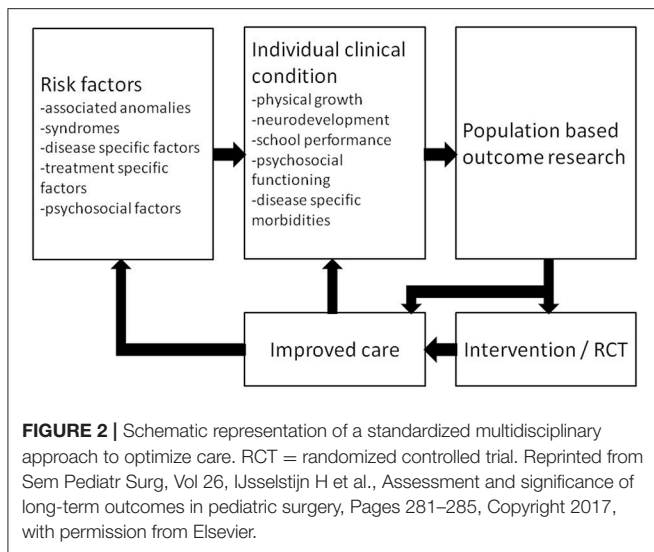 Risk factors
-associated anomalies
-syndromes
-disease specific factors
-treatment specific
factors
-psychosocial factors
Individual clinical
condition
-physical growth
-neurodevelopment
-school performance
-psychosocial
functioning
-disease specific
morbidities
Population based
outcome research
Improved care
Intervention / RCT
FIGURE 2 | Schematic representation of a standardized multidisciplinary
approach to optimize care. RCT = randomized controlled trial. Reprinted from
Sem Pediatr Surg, Vol 26, IJsselstijn H et al., Assessment and significance of
long-term outcomes in pediatric surgery, Pages 281–285, Copyright 2017,
with permission from Elsevier.